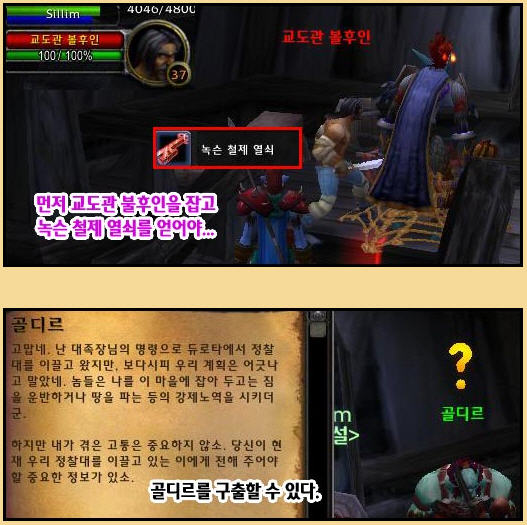 Sillim
4046/4800
교도관 볼후인
100/ 100%
37
교도관 볼후인
녹슨 철제 열쇠
먼저 교도관 볼후인을 잡고
녹슨 철제 열쇠를 얻어야...
골디르
고맙네. 난 대족장님의 명령으로 듀로타에서 정찰
대를 이끌고 왔지만, 보다시피 우리 계획은 어긋나
고 말았네. 놈들은 나를 이 마을에 잡아 두고는 짐
을 운반하거나 땅을 파는 등의 강제노역을 시키더
군.
하지만 내가 겪은 고통은 중요하지 않소. 당신이 현
재 우리 정찰대를 이끌고 있는 이에게 전해 주어야
할 중요한 정보가 있소.
?
골디르
m
설>
골디르를 구출할 수 있다.